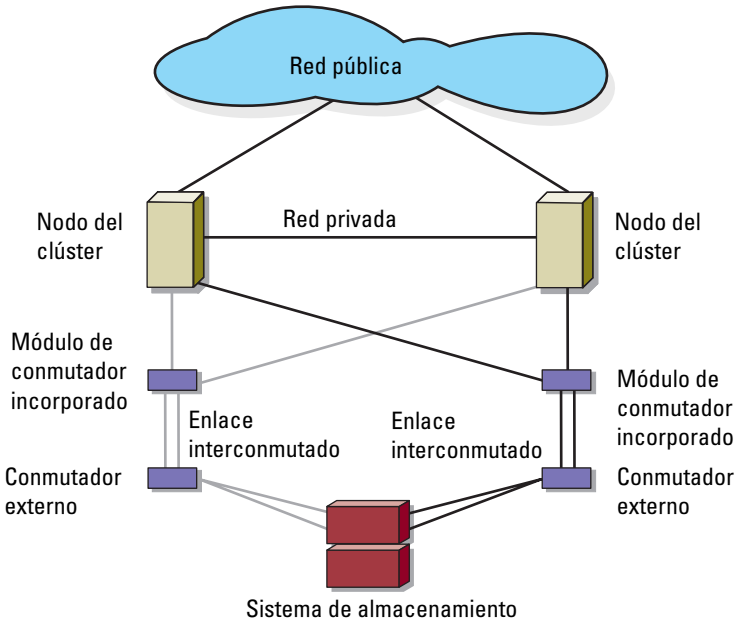 Red pública
Nodo del
clúster
Red privada
Nodo del
clúster
Módulo de
conmutador
incorporado
Módulo de
conmutador
incorporado
Enlace
interconmutado
Enlace
interconmutado
Conmutador
externo
Conmutador
externo
Sistema de almacenamiento